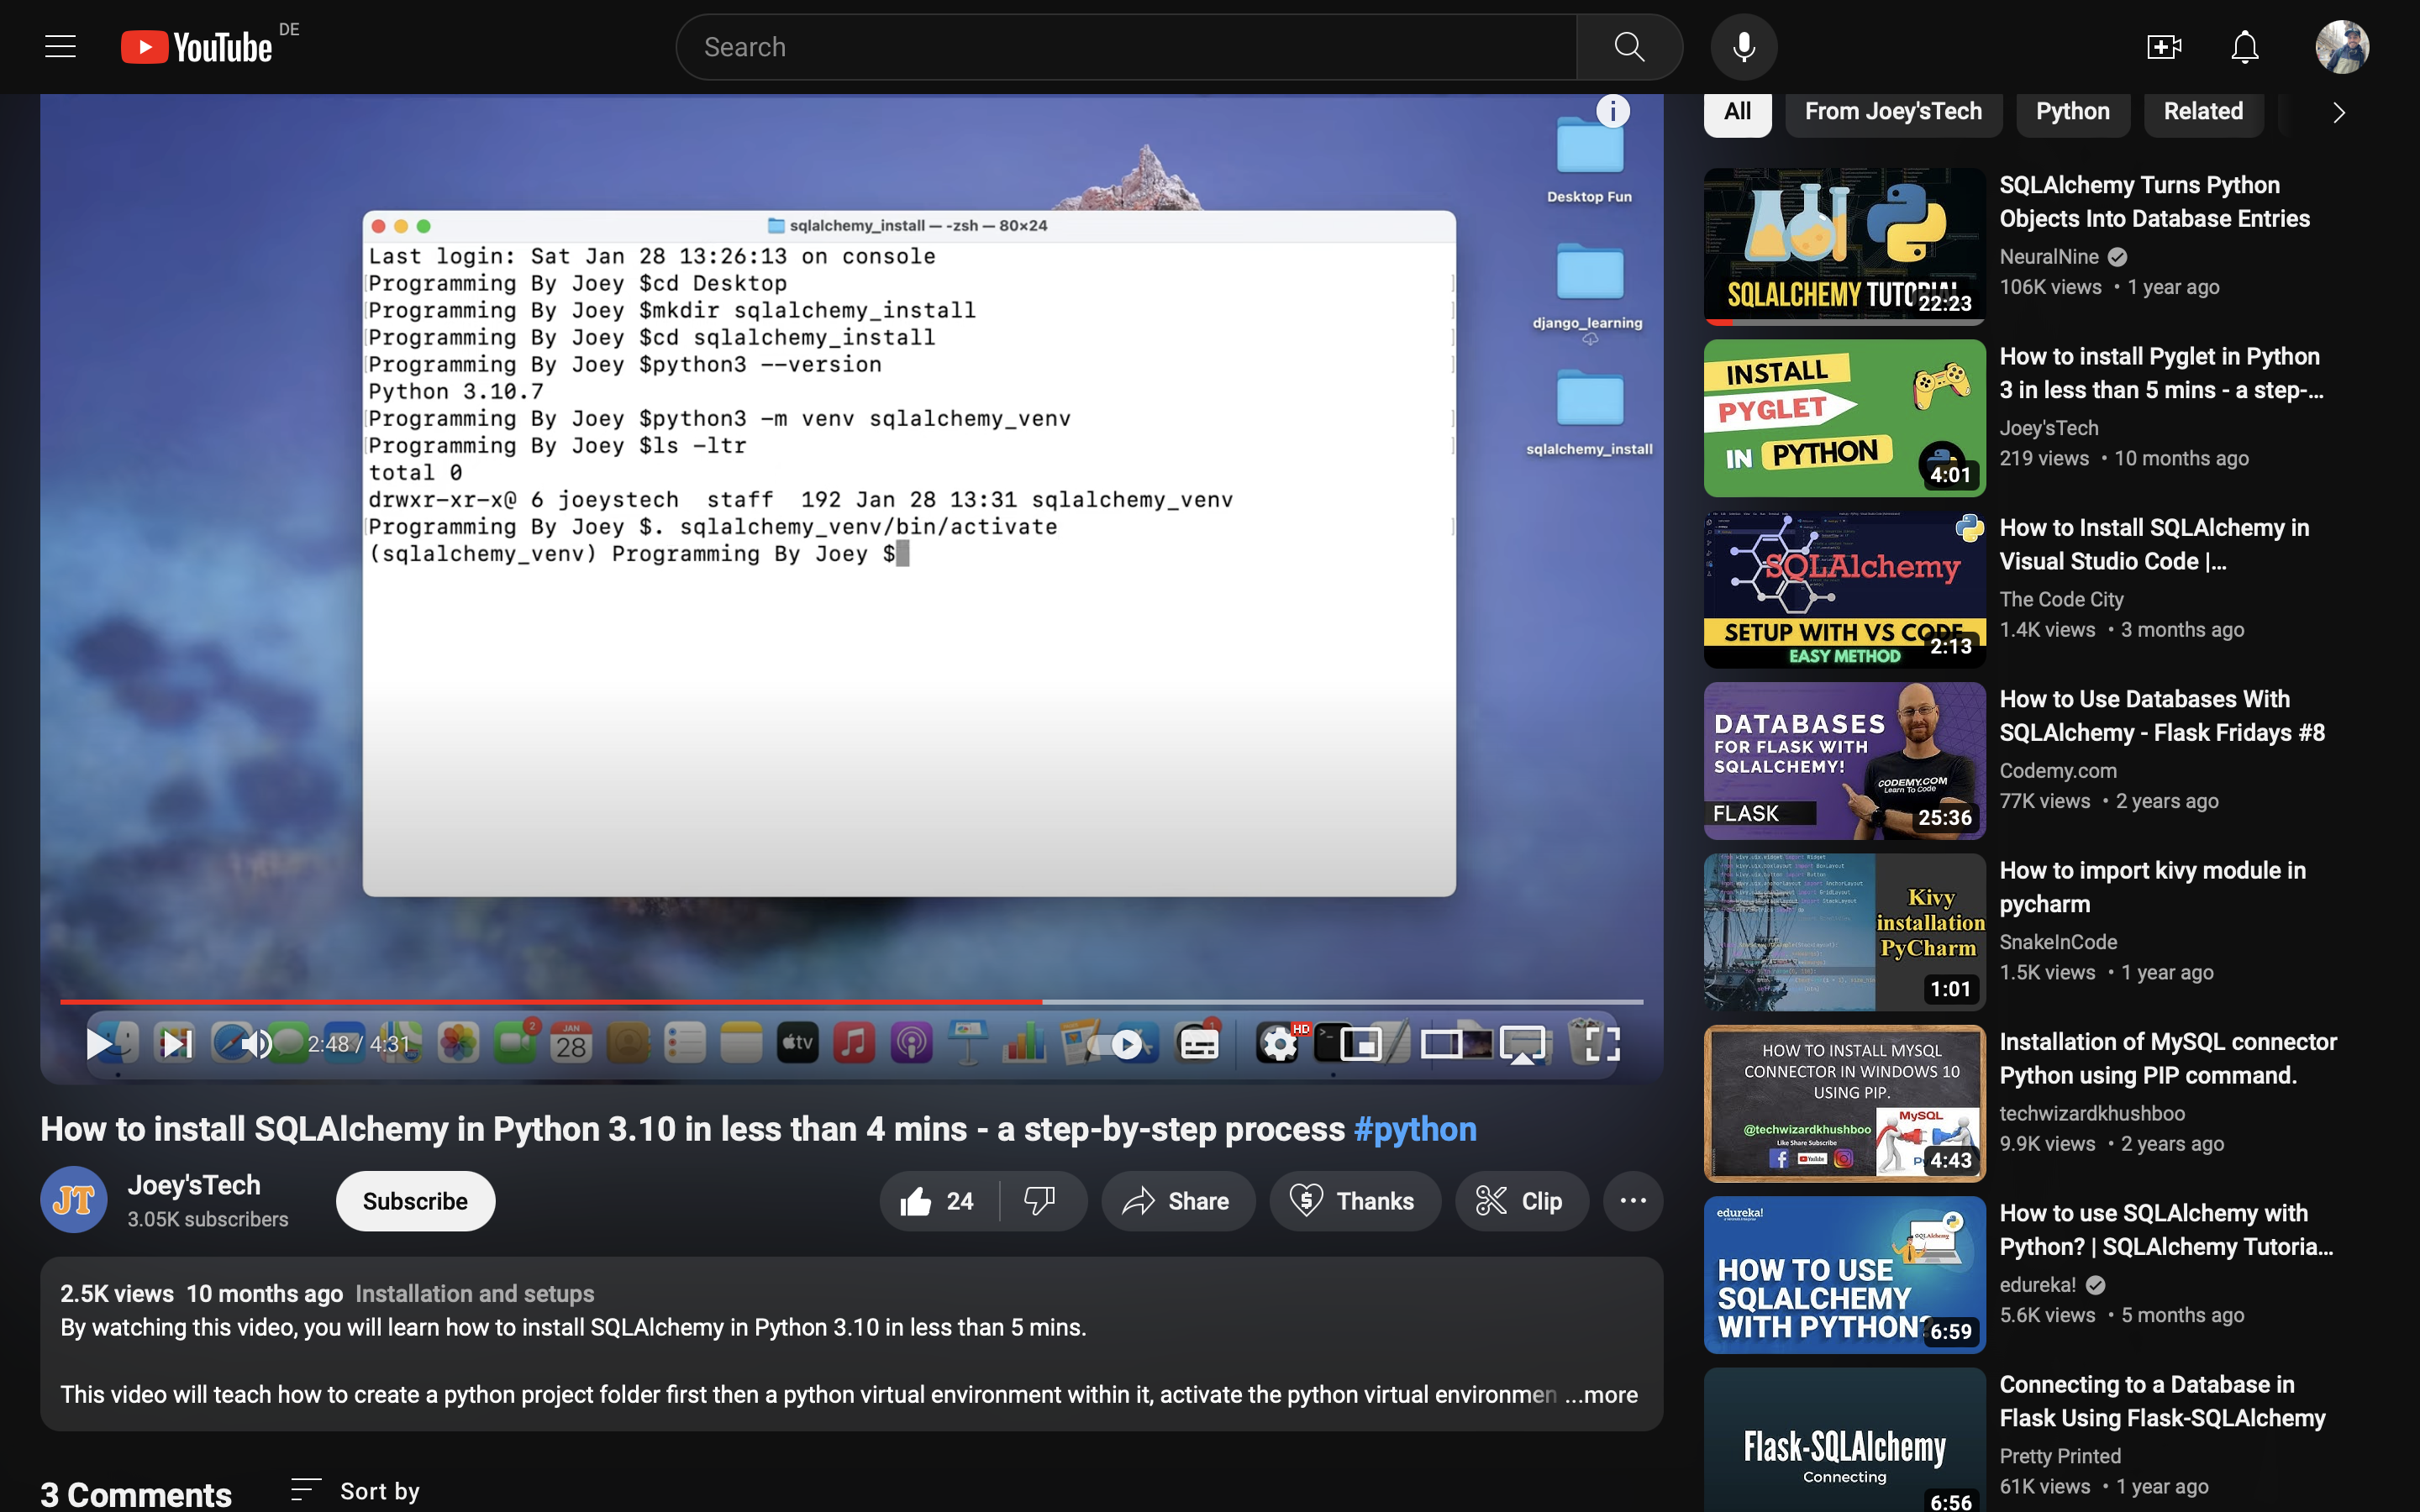 YouTube DE
Search
All
From Joey'sTech
Python
Related
Desktop Fun
django_learning
sqlalchemy_install
sqlalchemy_install — -zsh — 80×24
Last login: Sat Jan 28 13:26:13 on console
Programming By Joey $cd Desktop
Programming By Joey $mkdir sqlalchemy_install
Programming By Joey $cd sqlalchemy_install
Programming By Joey $python3 --version
Python 3.10.7
Programming By Joey $python3 -m venv sqlalchemy_venv
Programming By Joey $ls -ltr
total 0
drwxr-xr-x@ 6 joeystech  staff  192 Jan 28 13:31 sqlalchemy_venv
Programming By Joey $. sqlalchemy_venv/bin/activate
(sqlalchemy_venv) Programming By Joey $
2:48 / 4:31
2
JAN
28
tv
1
HD
How to install SQLAlchemy in Python 3.10 in less than 4 mins - a step-by-step process #python
JT
Joey'sTech
3.05K subscribers
Subscribe
24
Share
Thanks
Clip
2.5K views 10 months ago Installation and setups
By watching this video, you will learn how to install SQLAlchemy in Python 3.10 in less than 5 mins.
This video will teach how to create a python project folder first then a python virtual environment within it, activate the python virtual environmen ...more
3 Comments
Sort by
SQLALCHEMY TUTORIAL
22:23
SQLAlchemy Turns Python
Objects Into Database Entries
NeuralNine
106K views • 1 year ago
INSTALL
PYGLET
IN PYTHON
4:01
How to install Pyglet in Python
3 in less than 5 mins - a step-...
Joey'sTech
219 views • 10 months ago
SQLAlchemy
SETUP WITH VS CODE
EASY METHOD
2:13
How to Install SQLAlchemy in
Visual Studio Code |...
The Code City
1.4K views • 3 months ago
DATABASES
FOR FLASK WITH
SQLALCHEMY!
CODEMY.COM
Learn To Code
FLASK
25:36
How to Use Databases With
SQLAlchemy - Flask Fridays #8
Codemy.com
77K views • 2 years ago
Kivy
installation
PyCharm
1:01
How to import kivy module in
pycharm
SnakeInCode
1.5K views • 1 year ago
HOW TO INSTALL MYSQL
CONNECTOR IN WINDOWS 10
USING PIP.
MySQL
@techwizardkhushboo
Like Share Subscribe
YouTube
4:43
Installation of MySQL connector
Python using PIP command.
techwizardkhushboo
9.9K views • 2 years ago
edureka!
SQLAlchemy
HOW TO USE
SQLALCHEMY
WITH PYTHON?
6:59
How to use SQLAlchemy with
Python? | SQLAlchemy Tutoria...
edureka!
5.6K views • 5 months ago
Flask-SQLAlchemy
Connecting
6:56
Connecting to a Database in
Flask Using Flask-SQLAlchemy
Pretty Printed
61K views • 1 year ago